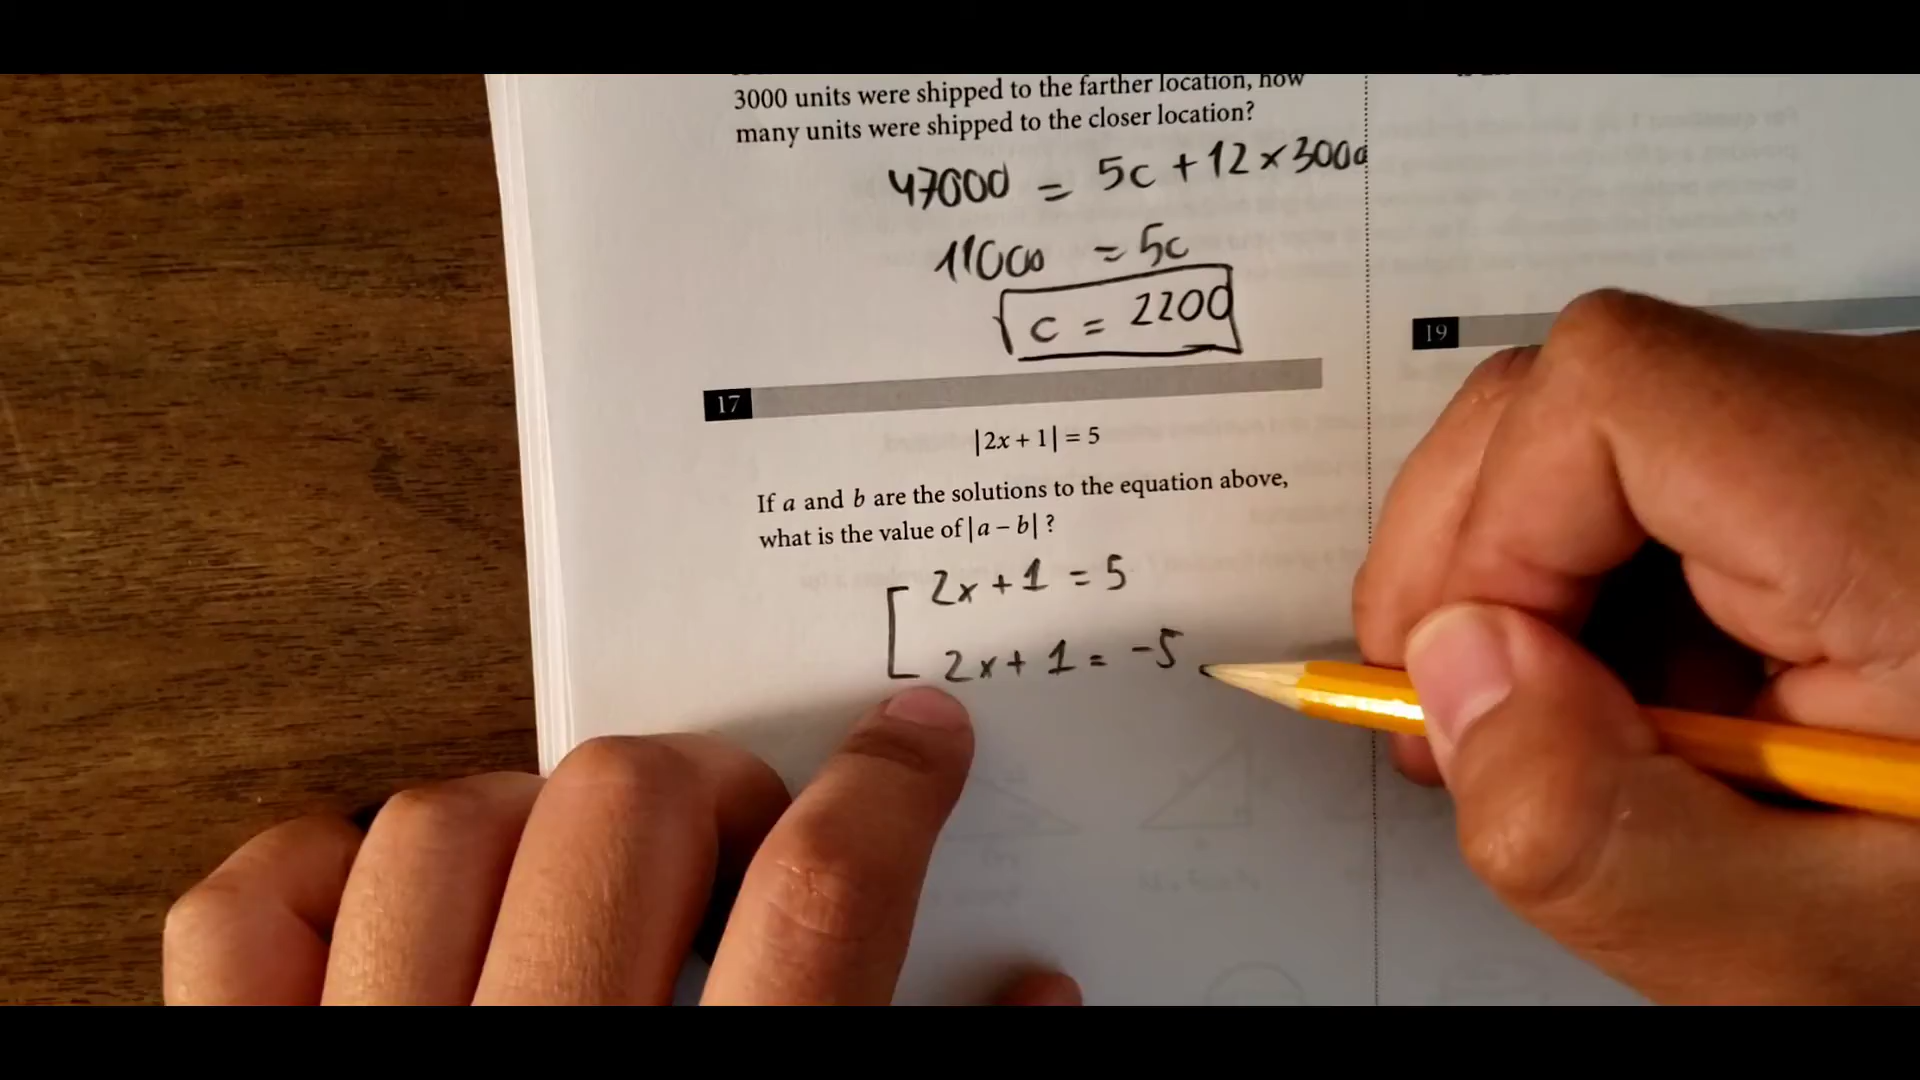 3000 units were shipped to the farther location, how
many units were shipped to the closer location?
47000 = 5c + 12 x 3000
11000 = 5c
c = 2200
17
|2x + 1| = 5
If a and b are the solutions to the equation above,
what is the value of |a – b| ?
2x + 1 = 5
2x + 1 = -5
19